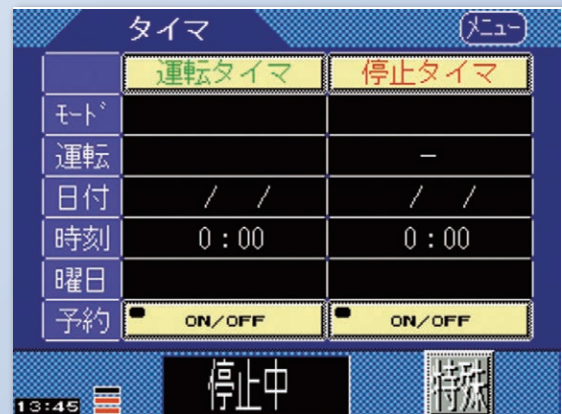 タイマ メニュー
運転タイマ 停止タイマ
モード
運転 −
日付 / / / /
時刻 0:00 0:00
曜日
予約 ON/OFF ON/OFF
13:45 停止中 特殊